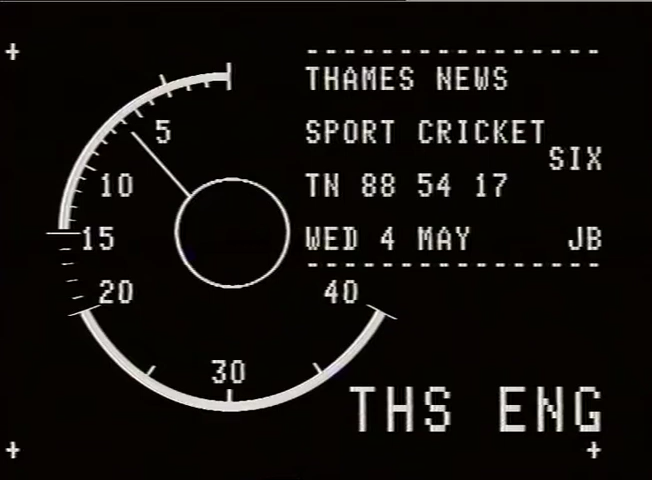 THAMES NEWS
SPORT CRICKET
SIX
TN 88 54 17
WED 4 MAY JB
5
10
15
20
30
40
THS ENG